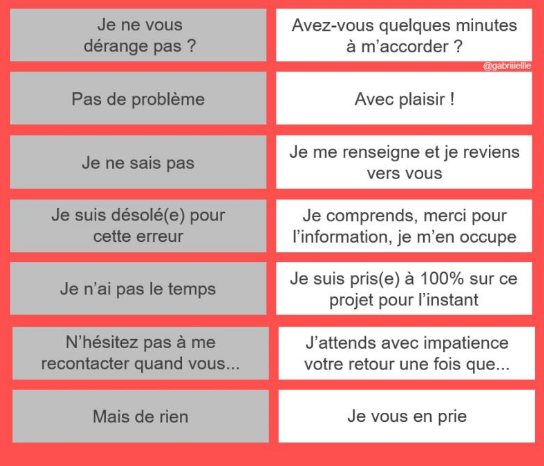 Je ne vous
dérange pas ?
Avez-vous quelques minutes
à m’accorder ?
@gabriiiellle
Pas de problème
Avec plaisir !
Je ne sais pas
Je me renseigne et je reviens
vers vous
Je suis désolé(e) pour
cette erreur
Je comprends, merci pour
l’information, je m’en occupe
Je n’ai pas le temps
Je suis pris(e) à 100% sur ce
projet pour l’instant
N’hésitez pas à me
recontacter quand vous...
J’attends avec impatience
votre retour une fois que...
Mais de rien
Je vous en prie